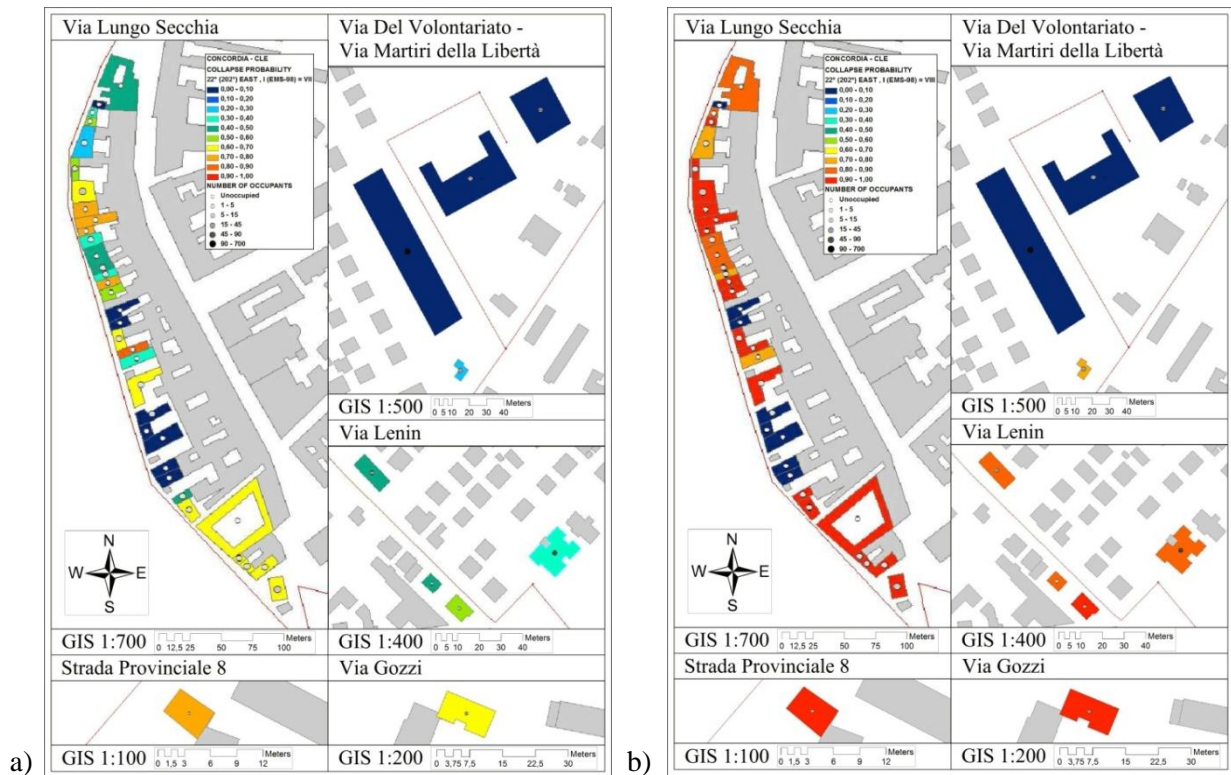 Via Lungo Secchia
Via Del Volontariato -
Via Martiri della Libertà
CONCORDIA - CLE
COLLAPSE PROBABILITY
22° (202°) EAST , I (EMS-98) = VII
0,00 - 0,10
0,10 - 0,20
0,20 - 0,30
0,30 - 0,40
0,40 - 0,50
0,50 - 0,60
0,60 - 0,70
0,70 - 0,80
0,80 - 0,90
0,90 - 1,00
NUMBER OF OCCUPANTS
Unoccupied
1 - 5
5 - 15
15 - 45
45 - 90
90 - 700
GIS 1:500
Meters
0 5 10 20 30 40
Via Lenin
N
W E
S
GIS 1:700
Meters
0 12,5 25 50 75 100
GIS 1:400
Meters
0 5 10 20 30 40
Strada Provinciale 8
Via Gozzi
a)
GIS 1:100
Meters
0 1,5 3 6 9 12
GIS 1:200
Meters
0 3,75 7,5 15 22,5 30
Via Lungo Secchia
Via Del Volontariato -
Via Martiri della Libertà
CONCORDIA - CLE
COLLAPSE PROBABILITY
22° (202°) EAST , I (EMS-98) = VIII
0,00 - 0,10
0,10 - 0,20
0,20 - 0,30
0,30 - 0,40
0,40 - 0,50
0,50 - 0,60
0,60 - 0,70
0,70 - 0,80
0,80 - 0,90
0,90 - 1,00
NUMBER OF OCCUPANTS
Unoccupied
1 - 5
5 - 15
15 - 45
45 - 90
90 - 700
GIS 1:500
Meters
0 5 10 20 30 40
Via Lenin
N
W E
S
GIS 1:700
Meters
0 12,5 25 50 75 100
GIS 1:400
Meters
0 5 10 20 30 40
Strada Provinciale 8
Via Gozzi
b)
GIS 1:100
Meters
0 1,5 3 6 9 12
GIS 1:200
Meters
0 3,75 7,5 15 22,5 30